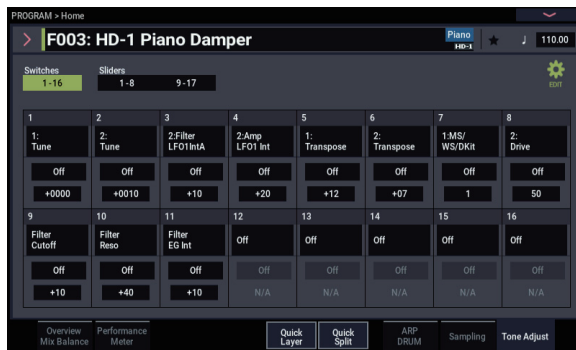 PROGRAM > Home
F003: HD-1 Piano Damper
Piano
HD-1
♩ 110.00
Switches
1-16
Sliders
1-8
9-17
EDIT
1 2 3 4 5 6 7 8
1:
Tune
2:
Tune
2:Filter
LFO1IntA
2:Amp
LFO1 Int
1:
Transpose
2:
Transpose
1:MS/
WS/DKit
2:
Drive
Off Off Off Off Off Off Off Off
+0000 +0010 +10 +20 +12 +07 1 50
9 10 11 12 13 14 15 16
Filter
Cutoff
Filter
Reso
Filter
EG Int
Off Off Off Off Off
Off Off Off Off Off Off Off Off
+10 +40 +10 N/A N/A N/A N/A N/A
Overview
Mix Balance
Performance
Meter
Quick
Layer
Quick
Split
ARP
DRUM
Sampling
Tone Adjust